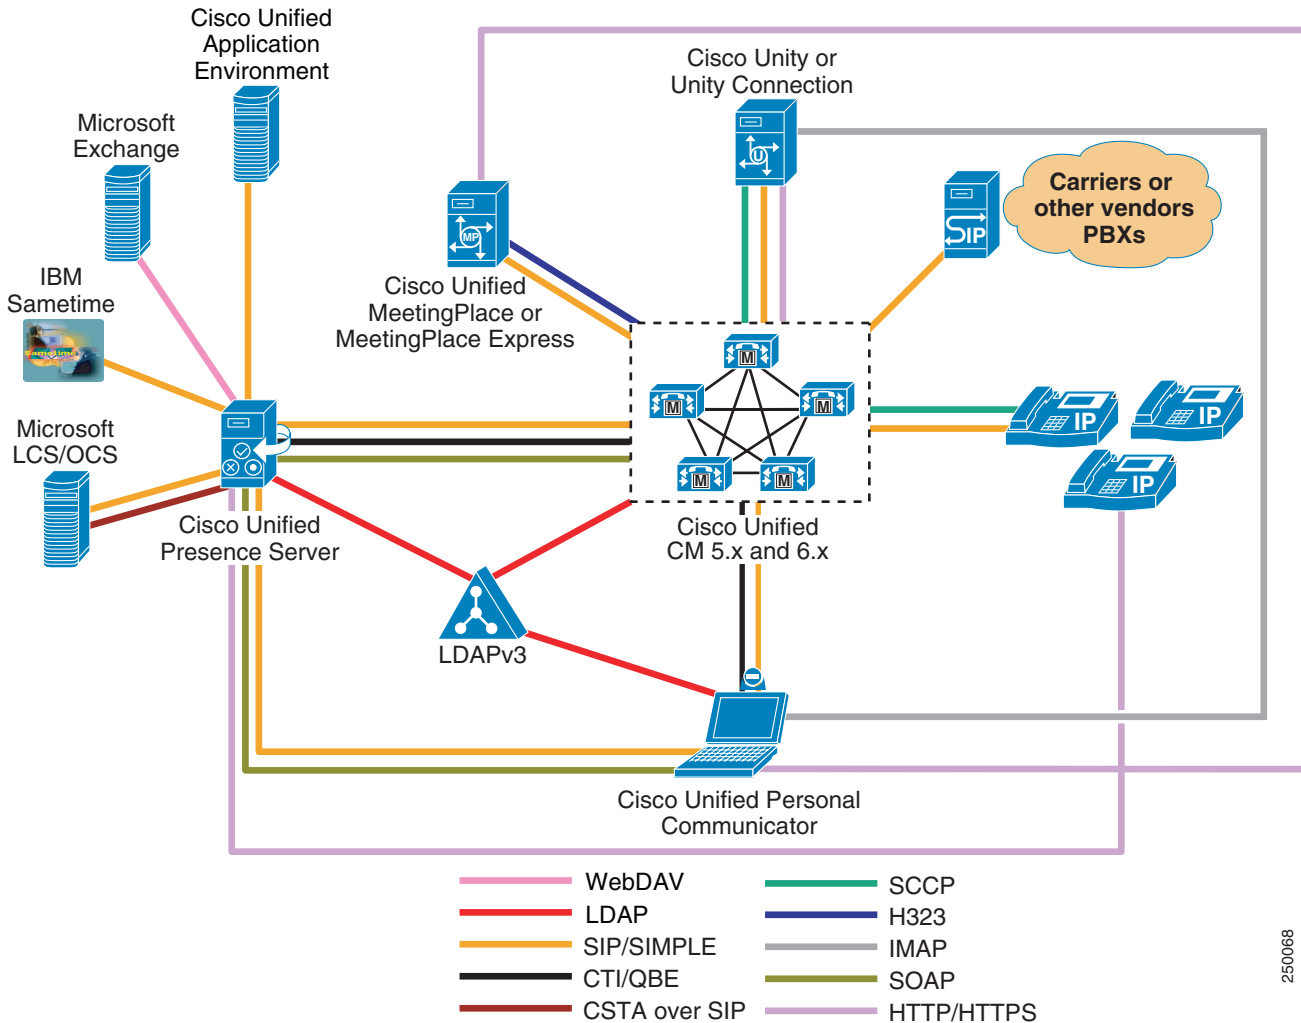 Cisco Unified
Application
Environment
Microsoft
Exchange
IBM
Sametime
Sametime
Microsoft
LCS/OCS
Cisco Unified
Presence Server
Cisco Unity or
Unity Connection
U
MP
Cisco Unified
MeetingPlace or
MeetingPlace Express
SIP
Carriers or
other vendors
PBXs
M
M
M
M
M
Cisco Unified
CM 5.x and 6.x
IP
IP
IP
LDAPv3
Cisco Unified Personal
Communicator
WebDAV
LDAP
SIP/SIMPLE
CTI/QBE
CSTA over SIP
SCCP
H323
IMAP
SOAP
HTTP/HTTPS
250068